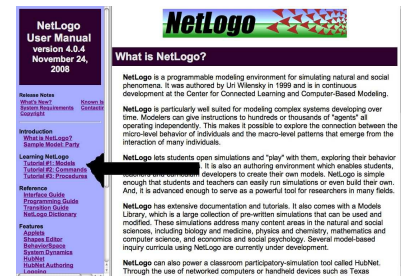 NetLogo
User Manual
version 4.0.4
November 24,
2008
Release Notes
What's New?
Known Is
System Requirements
Contactin
Copyright
Introduction
What is NetLogo?
Sample Model: Party
Learning NetLogo
Tutorial #1: Models
Tutorial #2: Commands
Tutorial #3: Procedures
Reference
Interface Guide
Programming Guide
Transition Guide
NetLogo Dictionary
Features
Applets
Shapes Editor
BehaviorSpace
System Dynamics
HubNet
HubNet Authoring
Logging
NetLogo
What is NetLogo?
NetLogo is a programmable modeling environment for simulating natural and social
phenomena. It was authored by Uri Wilensky in 1999 and is in continuous
development at the Center for Connected Learning and Computer-Based Modeling.
NetLogo is particularly well suited for modeling complex systems developing over
time. Modelers can give instructions to hundreds or thousands of "agents" all
operating independently. This makes it possible to explore the connection between the
micro-level behavior of individuals and the macro-level patterns that emerge from the
interaction of many individuals.
NetLogo lets students open simulations and "play" with them, exploring their behavior
. It is also an authoring environment which enables students,
teachers and curriculum developers to create their own models. NetLogo is simple
enough that students and teachers can easily run simulations or even build their own.
And, it is advanced enough to serve as a powerful tool for researchers in many fields.
NetLogo has extensive documentation and tutorials. It also comes with a Models
Library, which is a large collection of pre-written simulations that can be used and
modified. These simulations address many content areas in the natural and social
sciences, including biology and medicine, physics and chemistry, mathematics and
computer science, and economics and social psychology. Several model-based
inquiry curricula using NetLogo are currently under development.
NetLogo can also power a classroom participatory-simulation tool called HubNet.
Through the use of networked computers or handheld devices such as Texas